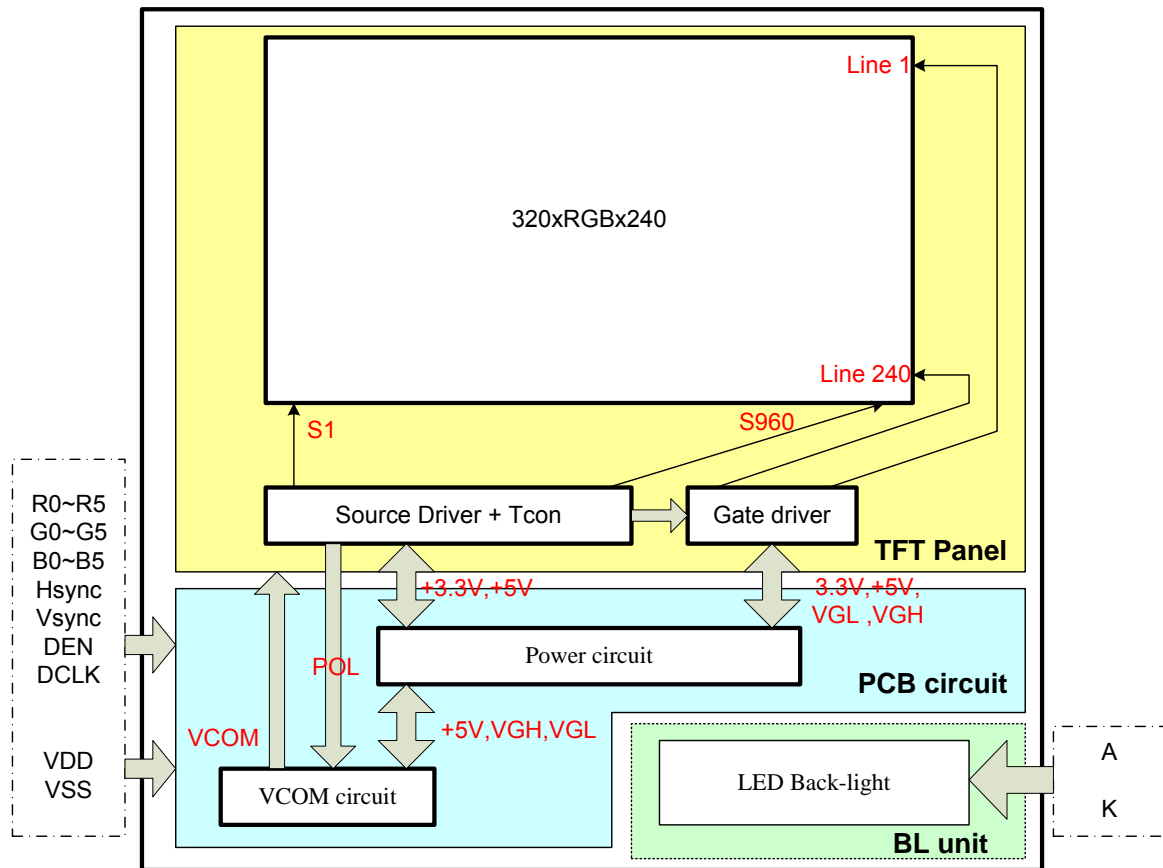 Line 1
320xRGBx240
Line 240
S1
S960
Source Driver + Tcon
Gate driver
TFT Panel
R0~R5
G0~G5
B0~B5
Hsync
Vsync
DEN
DCLK
VDD
VSS
+3.3V,+5V
3.3V,+5V,
VGL ,VGH
POL
Power circuit
PCB circuit
VCOM
+5V,VGH,VGL
VCOM circuit
LED Back-light
BL unit
A
K